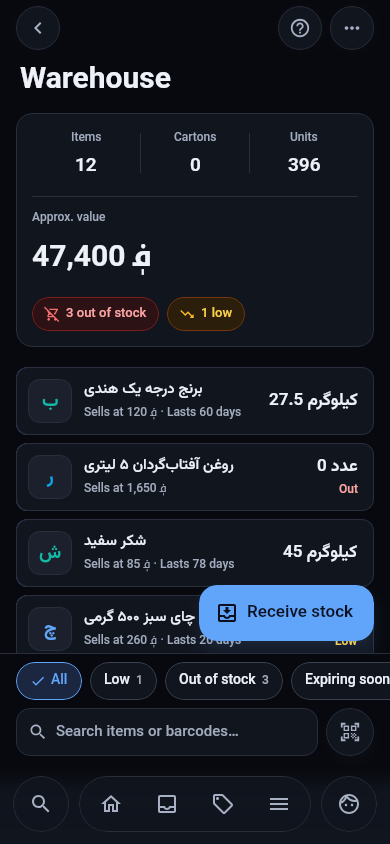 Warehouse
Items
Cartons
Units
12
0
396
Approx. value
47,400 ؋
3 out of stock
1 low
ب
برنج درجه یک هندی
Sells at 120 ؋ · Lasts 60 days
27.5 کیلوگرم
ر
روغن آفتاب‌گردان ۵ لیتری
Sells at 1,650 ؋
0 عدد
Out
ش
شکر سفید
Sells at 85 ؋ · Lasts 78 days
45 کیلوگرم
چ
چای سبز ۵۰۰ گرمی
Sells at 260 ؋ · Lasts 20 days
Low
Receive stock
All
Low 1
Out of stock 3
Expiring soon
Search items or barcodes…